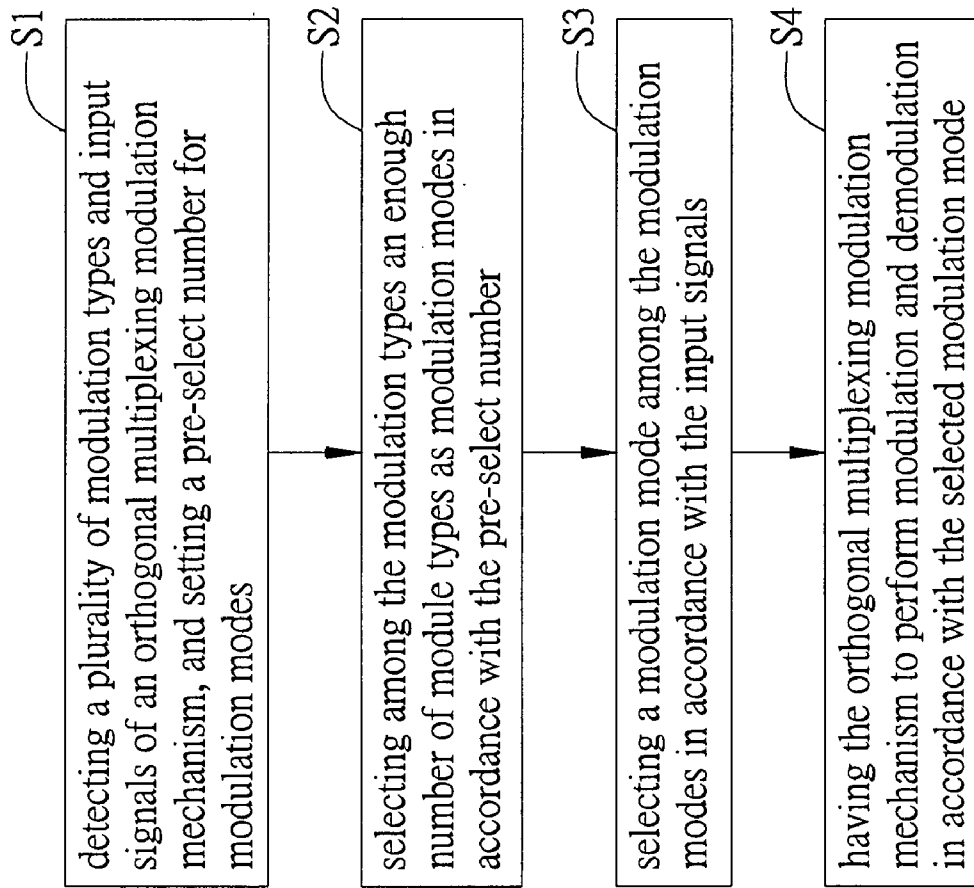 S1
detecting a plurality of modulation types and input
signals of an orthogonal multiplexing modulation
mechanism, and setting a pre-select number for
modulation modes
S2
selecting among the modulation types an enough
number of module types as modulation modes in
accordance with the pre-select number
S3
selecting a modulation mode among the modulation
modes in accordance with the input signals
S4
having the orthogonal multiplexing modulation
mechanism to perform modulation and demodulation
in accordance with the selected modulation mode